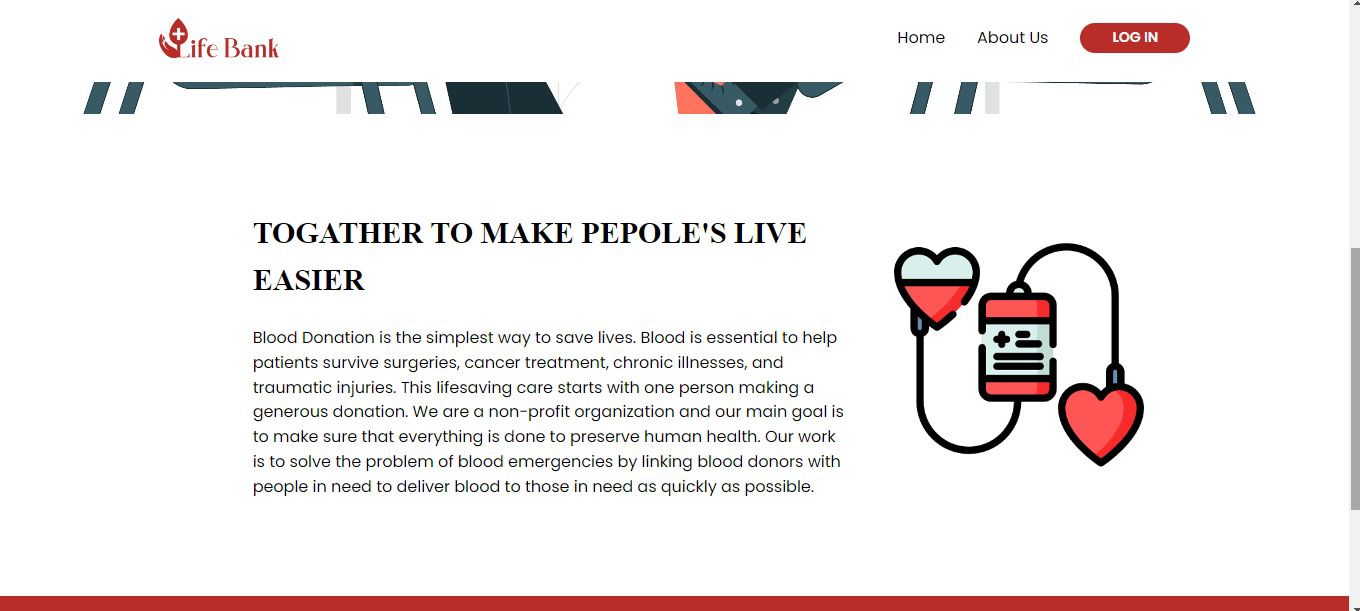 Life Bank
Home
About Us
LOG IN
TOGATHER TO MAKE PEPOLE'S LIVE
EASIER
Blood Donation is the simplest way to save lives. Blood is essential to help
patients survive surgeries, cancer treatment, chronic illnesses, and
traumatic injuries. This lifesaving care starts with one person making a
generous donation. We are a non-profit organization and our main goal is
to make sure that everything is done to preserve human health. Our work
is to solve the problem of blood emergencies by linking blood donors with
people in need to deliver blood to those in need as quickly as possible.